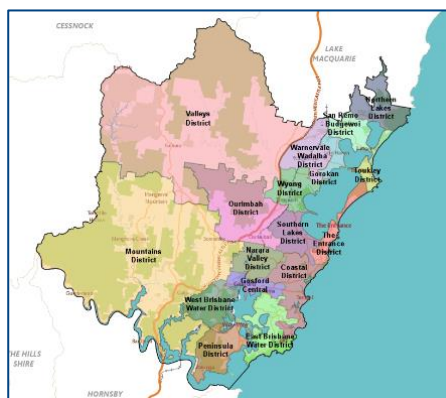 CESSNOCK
LAKE
MACQUARIE
Northern
Lakes
District
San Remo
Budgewoi
District
Valleys
District
Warnervale
Wadalba
District
Gorokan
District
Toukley
District
Wyong
District
Ourimbah
District
Southern
Lakes
District
The Entrance
The
Entrance
District
Mountains
District
Narara
Valley
District
Coastal
District
Gosford
Central
West Brisbane
Water District
East Brisbane
Water District
Peninsula
District
THE HILLS
SHIRE
HORNSBY